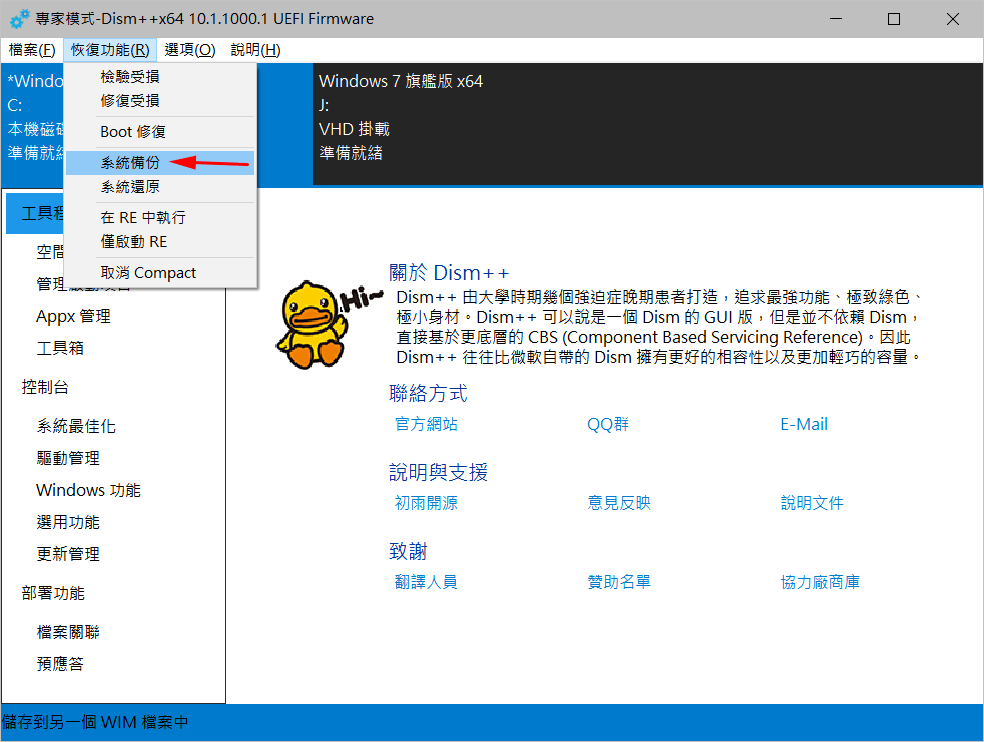 專家模式-Dism++x64 10.1.1000.1 UEFI Firmware
檔案(F) 恢復功能(R) 選項(O) 說明(H)
檢驗受損
修復受損
Boot 修復
系統備份
系統還原
在 RE 中執行
僅啟動 RE
取消 Compact
*Windo
C:
本機磁
準備就
Windows 7 旗艦版 x64
J:
VHD 掛載
準備就緒
工具
空間
管理啟動項目
Appx 管理
工具箱
控制台
系統最佳化
驅動管理
Windows 功能
選用功能
更新管理
部署功能
檔案關聯
預應答
Hi~
關於 Dism++
Dism++ 由大學時期幾個強迫症晚期患者打造，追求最強功能、極致綠色、
極小身材。Dism++ 可以說是一個 Dism 的 GUI 版，但是並不依賴 Dism，
直接基於更底層的 CBS (Component Based Servicing Reference)。因此
Dism++ 往往比微軟自帶的 Dism 擁有更好的相容性以及更加輕巧的容量。
聯絡方式
官方網站 QQ群 E-Mail
說明與支援
初雨開源 意見反映 說明文件
致謝
翻譯人員 贊助名單 協力廠商庫
儲存到另一個 WIM 檔案中